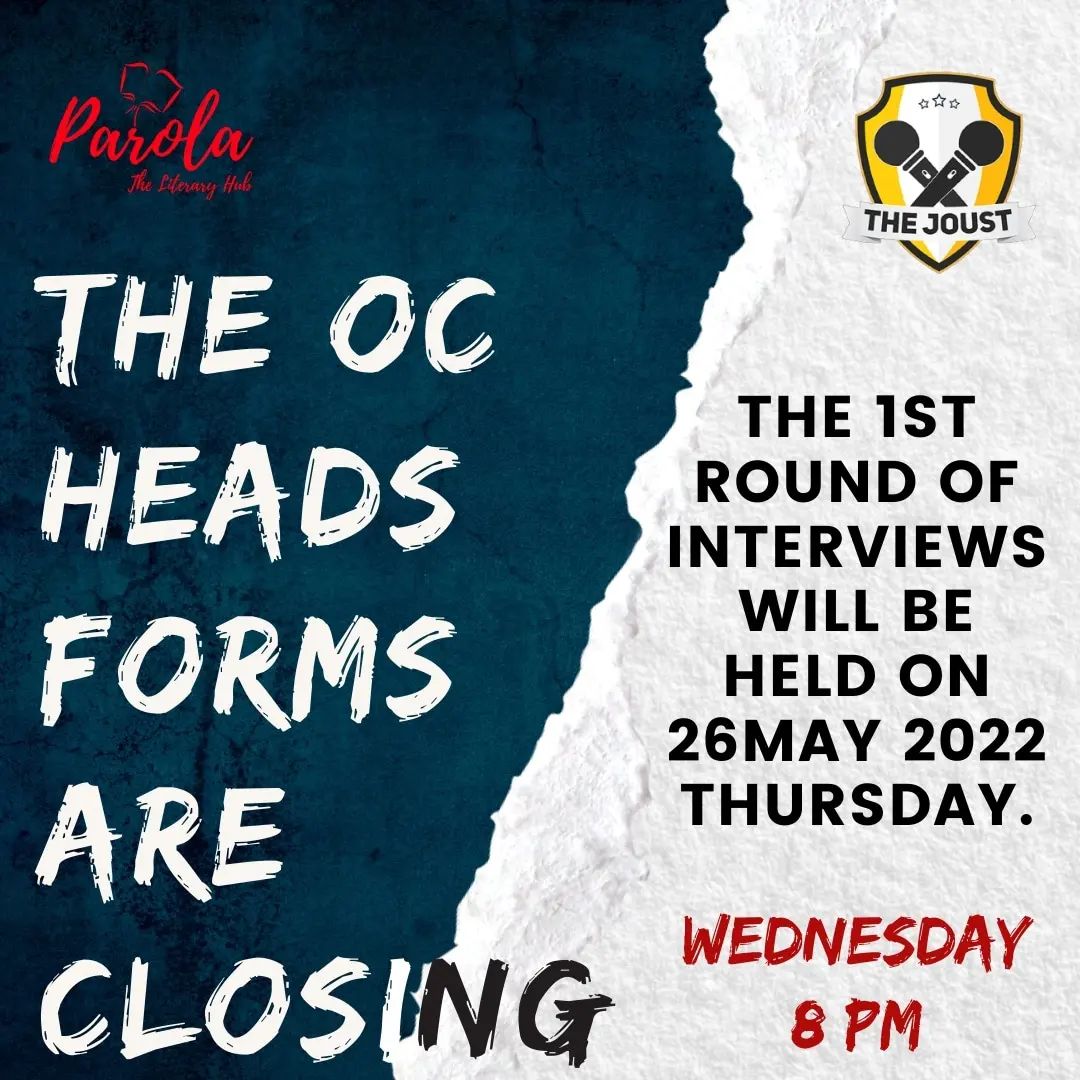 Parola
The Literary Hub
THE JOUST
THE OC
HEADS
FORMS
ARE
CLOSING
THE 1ST
ROUND OF
INTERVIEWS
WILL BE
HELD ON
26MAY 2022
THURSDAY.
WEDNESDAY
8 PM